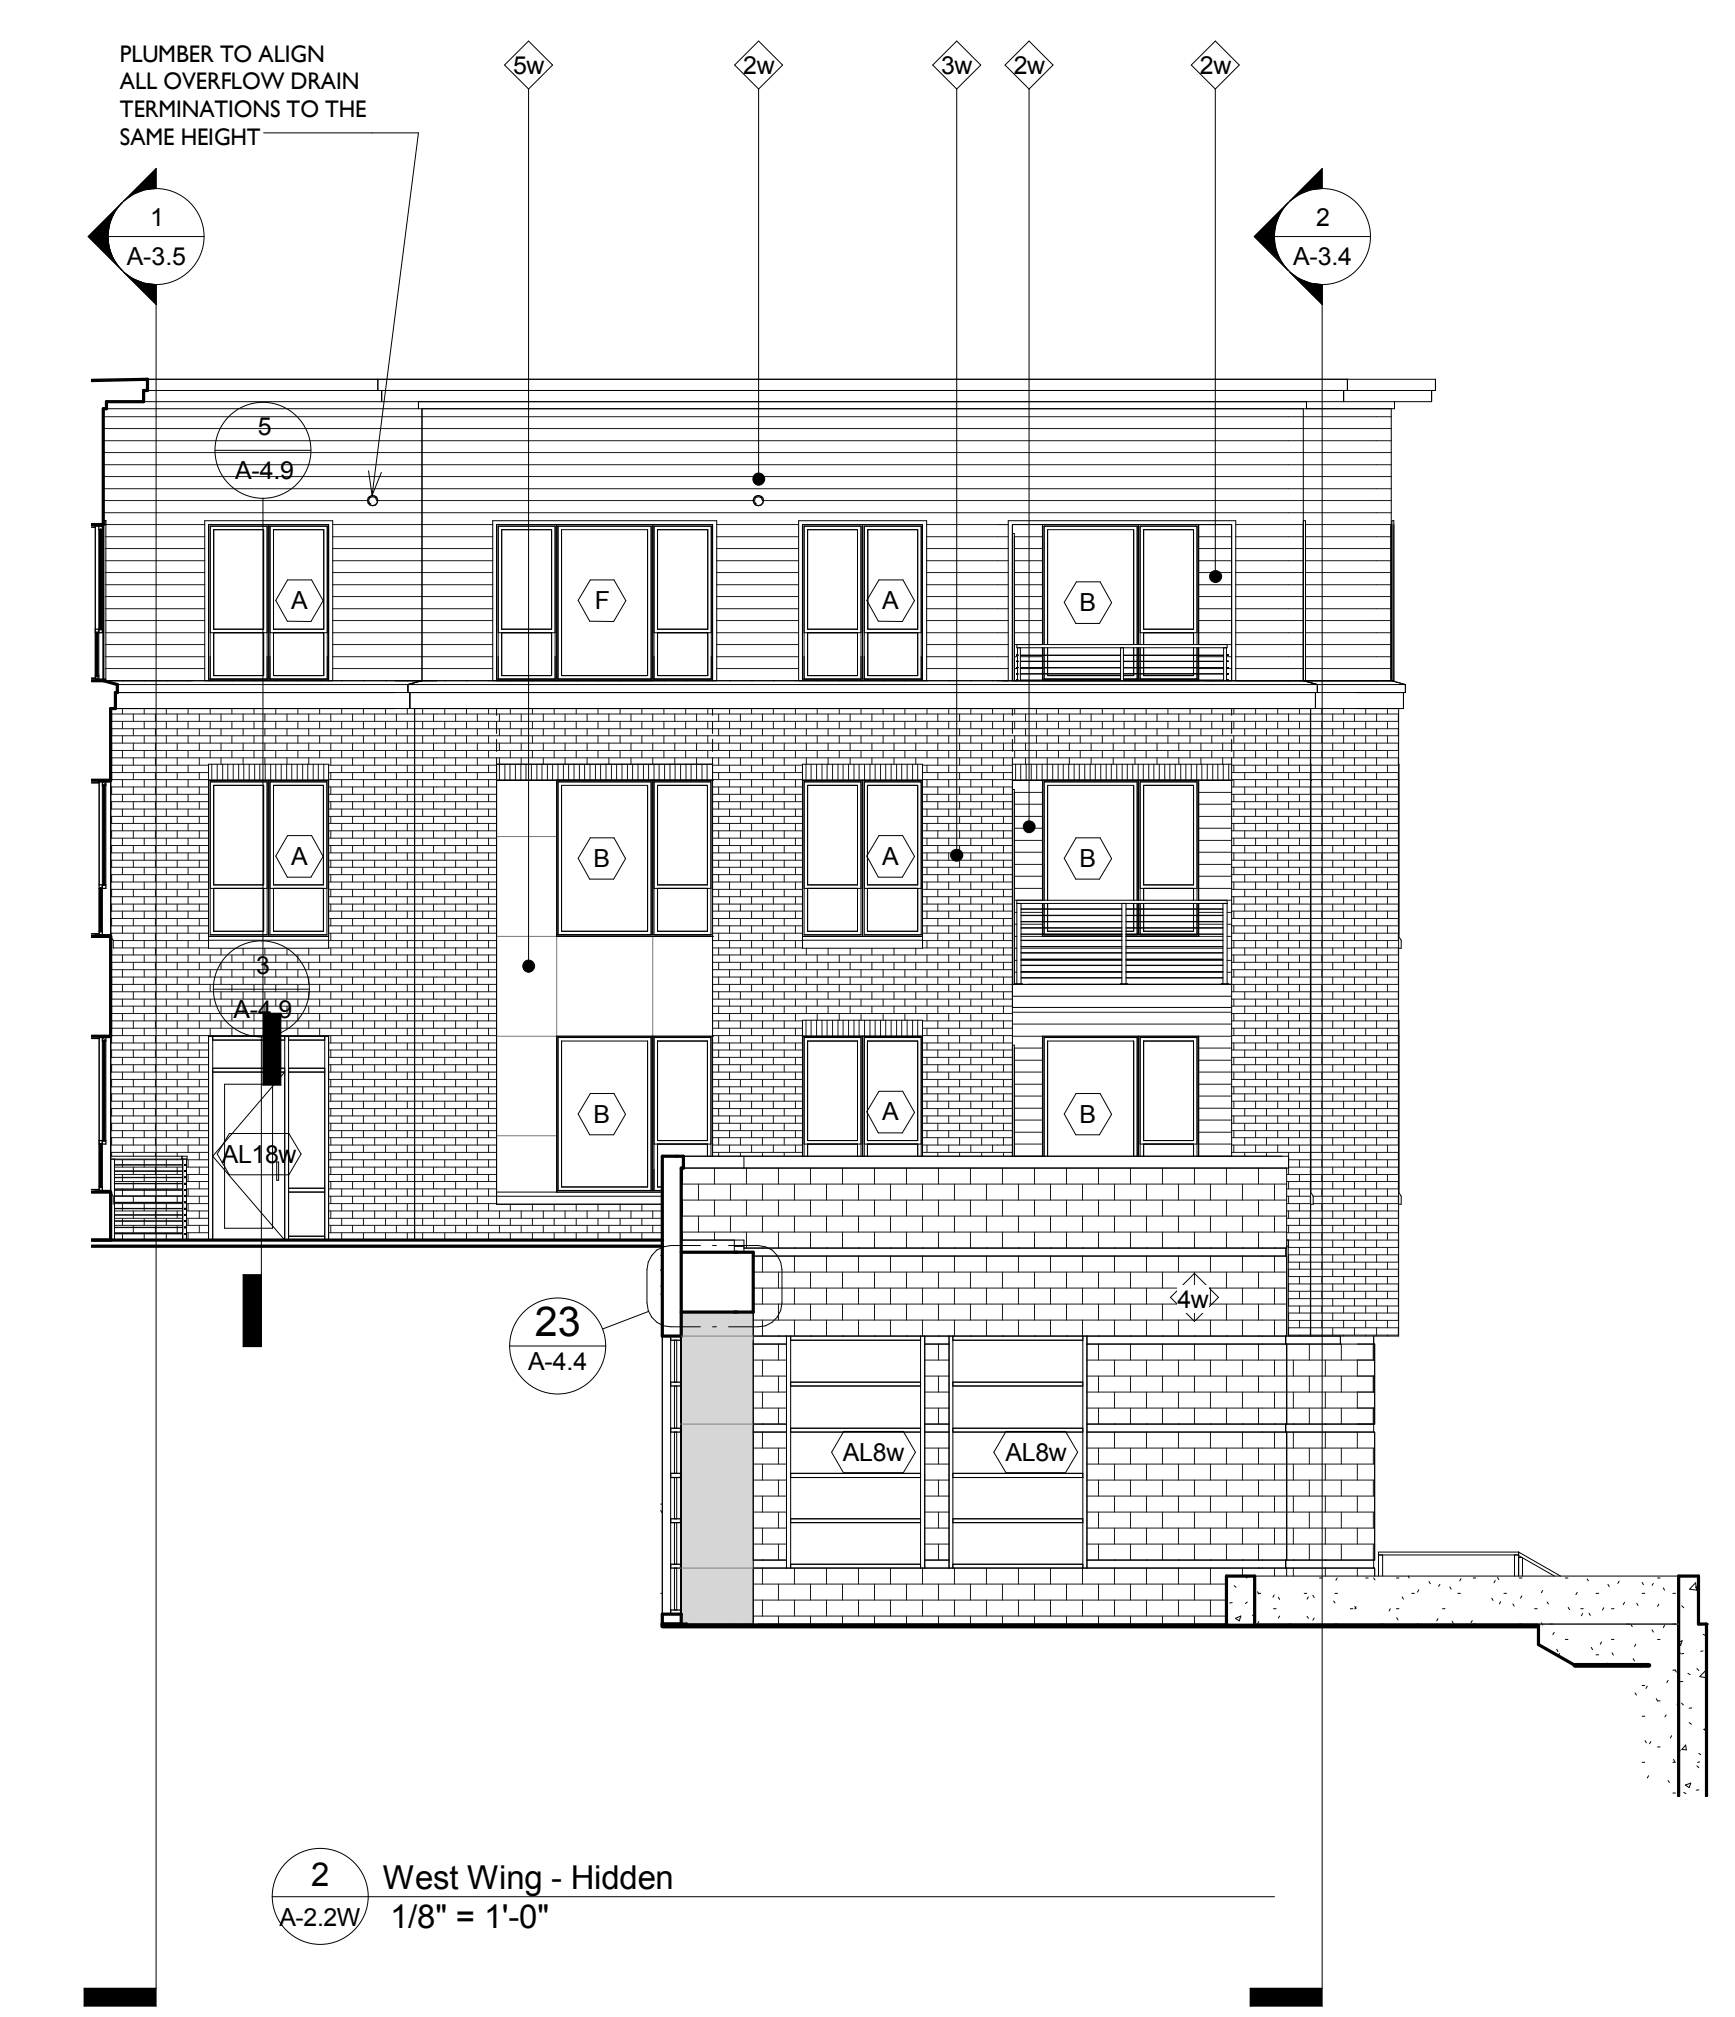 PLUMBER TO ALIGN
ALL OVERFLOW DRAIN
TERMINATIONS TO THE
SAME HEIGHT
5w
2w
3w
2w
2w
1
A-3.5
2
A-3.4
5
A-4.9
A
F
A
B
A
B
A
B
3
A-4.9
B
A
B
AL18w
4w
23
A-4.4
AL8w
AL8w
2
A-2.2W
West Wing - Hidden
1/8" = 1'-0"